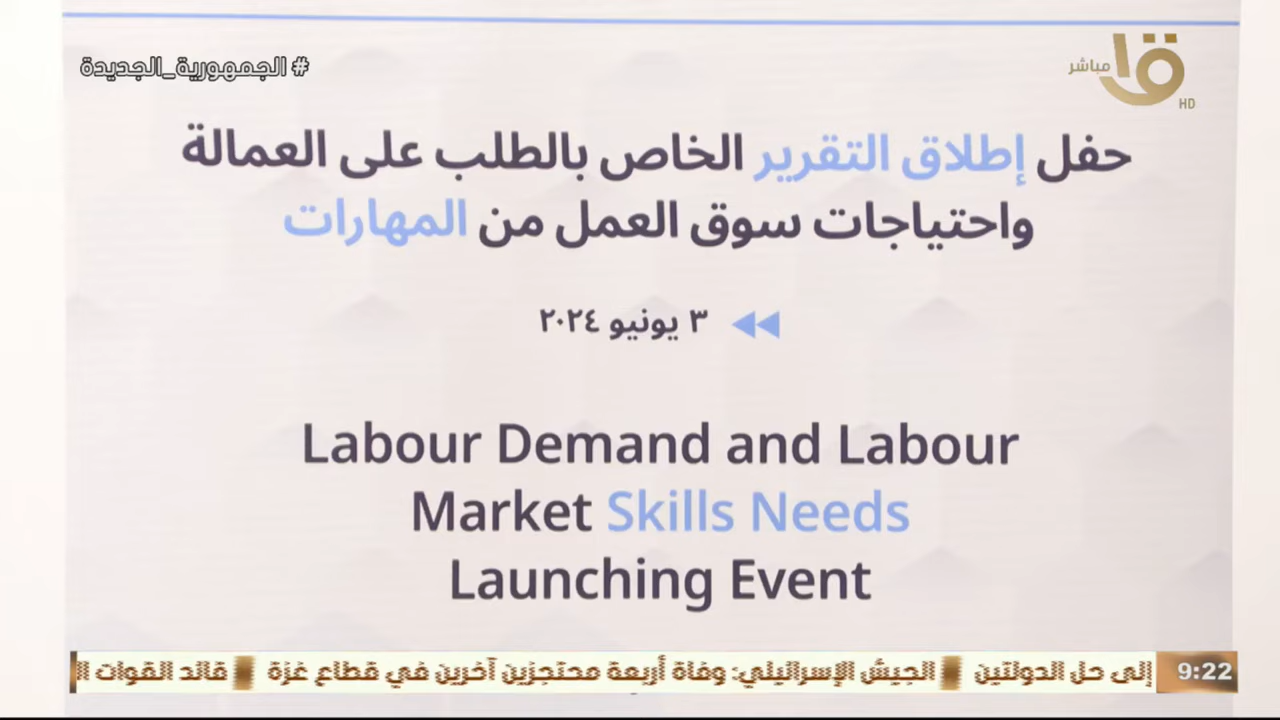 # الجمهورية_الجديدة
مباشر
HD
حفل إطلاق التقرير الخاص بالطلب على العمالة
واحتياجات سوق العمل من المهارات
٣ يونيو ٢٠٢٤
Labour Demand and Labour
Market Skills Needs
Launching Event
9:22 إلى حل الدولتين الجيش الإسرائيلي: وفاة أربعة محتجزين آخرين في قطاع غزة قائد القوات